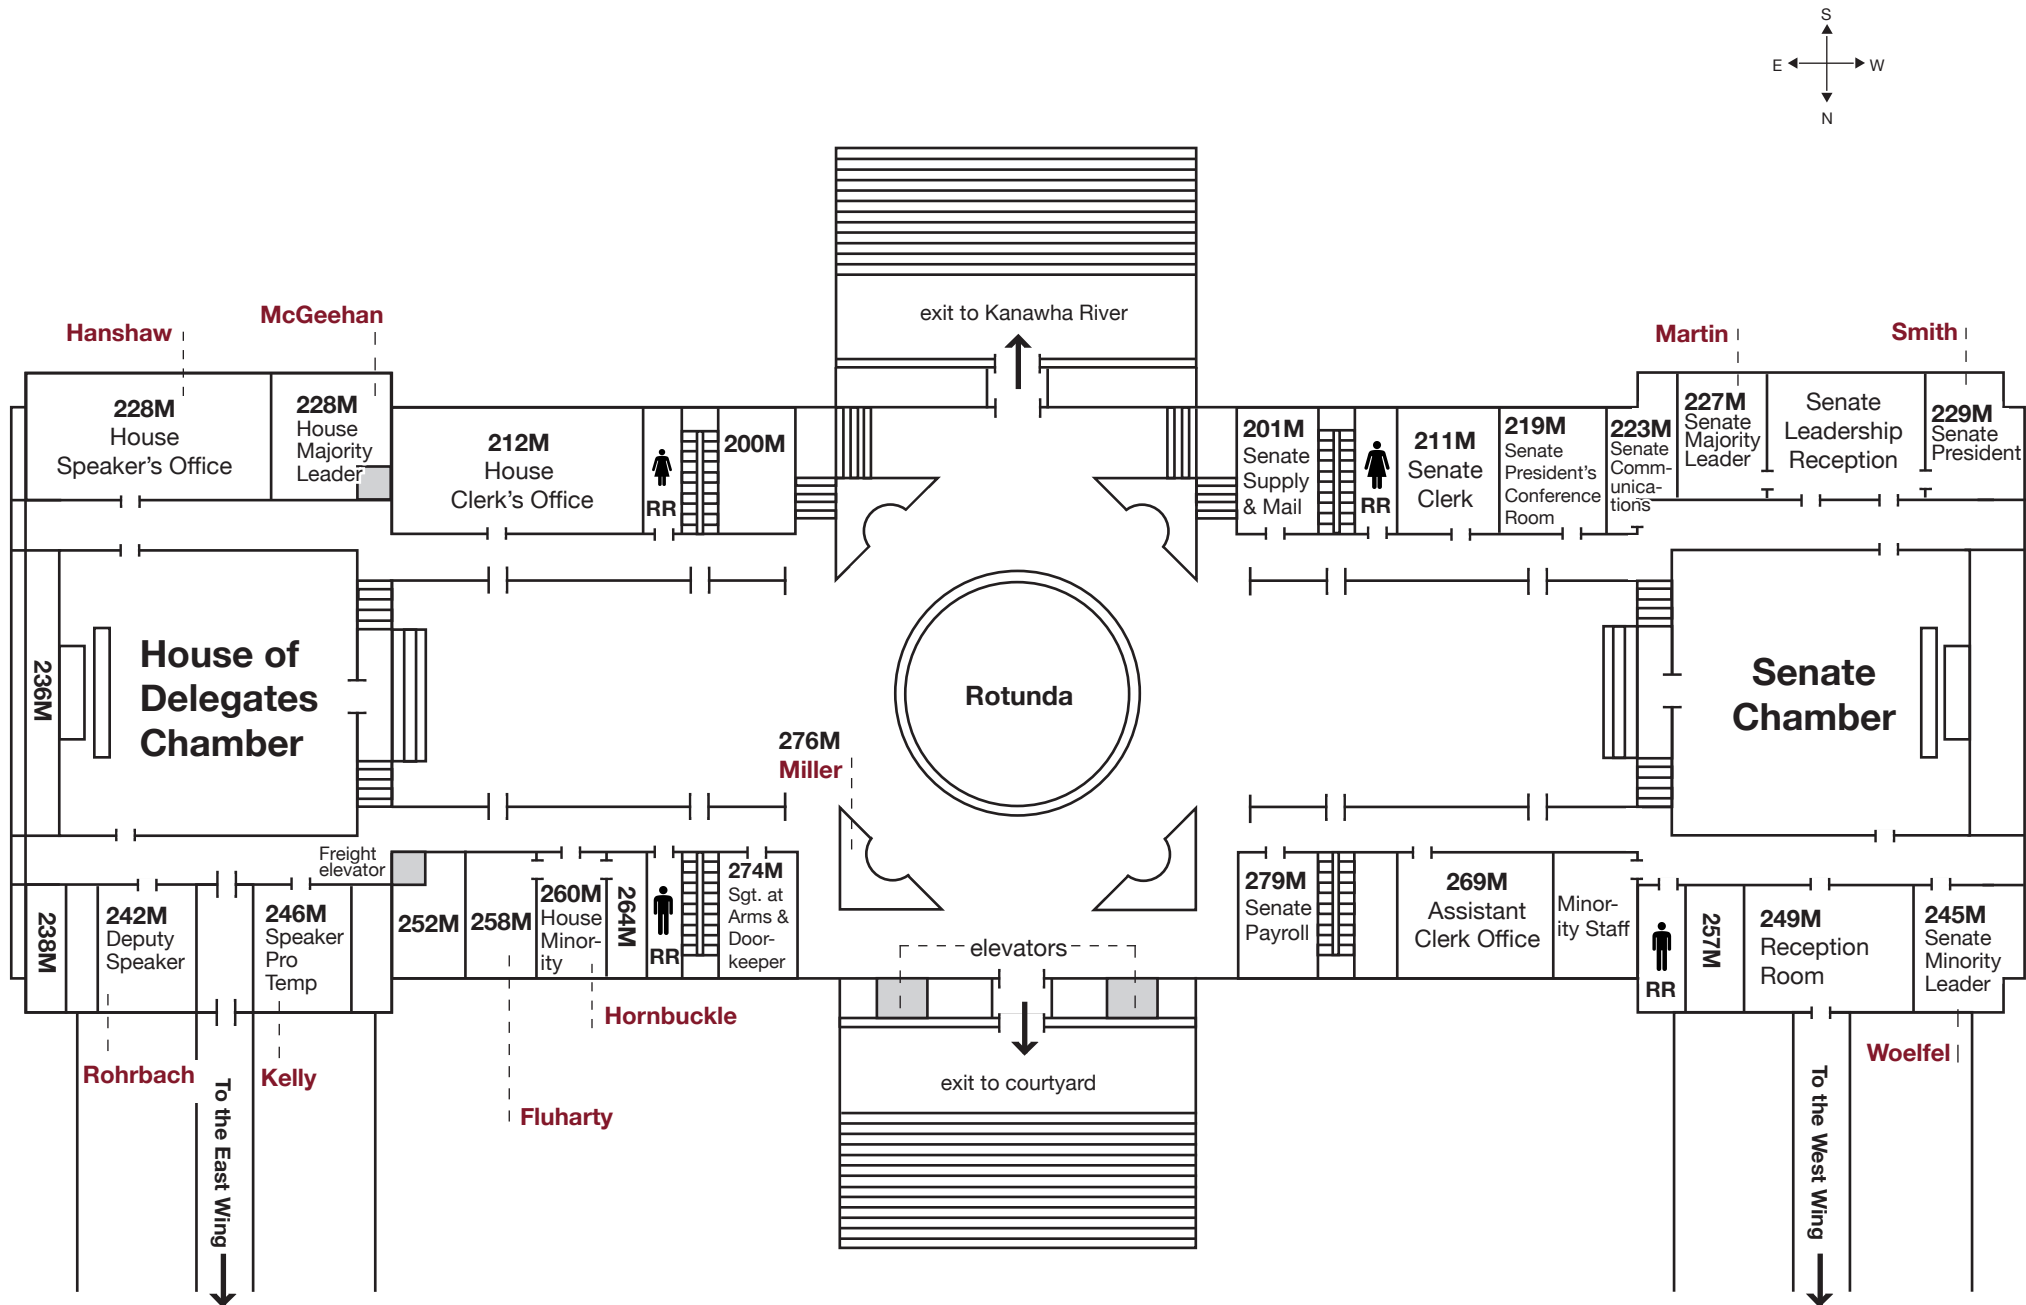 S
E W
N
exit to Kanawha River
Hanshaw
McGeehan
Martin
Smith
228M
House
Speaker's Office
228M
House
Majority
Leader
212M
House
Clerk's Office
RR
200M
201M
Senate
Supply
& Mail
RR
211M
Senate
Clerk
219M
Senate
President's
Conference
Room
223M
Senate
Comm-
unica-
tions
227M
Senate
Majority
Leader
Senate
Leadership
Reception
229M
Senate
President
236M
House of
Delegates
Chamber
Rotunda
276M
Miller
Senate
Chamber
Freight
elevator
238M
242M
Deputy
Speaker
246M
Speaker
Pro
Temp
252M
258M
260M
House
Minor-
ity
264M
RR
274M
Sgt. at
Arms &
Door-
keeper
elevators
279M
Senate
Payroll
269M
Assistant
Clerk Office
Minor-
ity Staff
RR
257M
249M
Reception
Room
245M
Senate
Minority
Leader
Rohrbach
Kelly
Hornbuckle
Fluharty
Woelfel
exit to courtyard
To the East Wing
To the West Wing